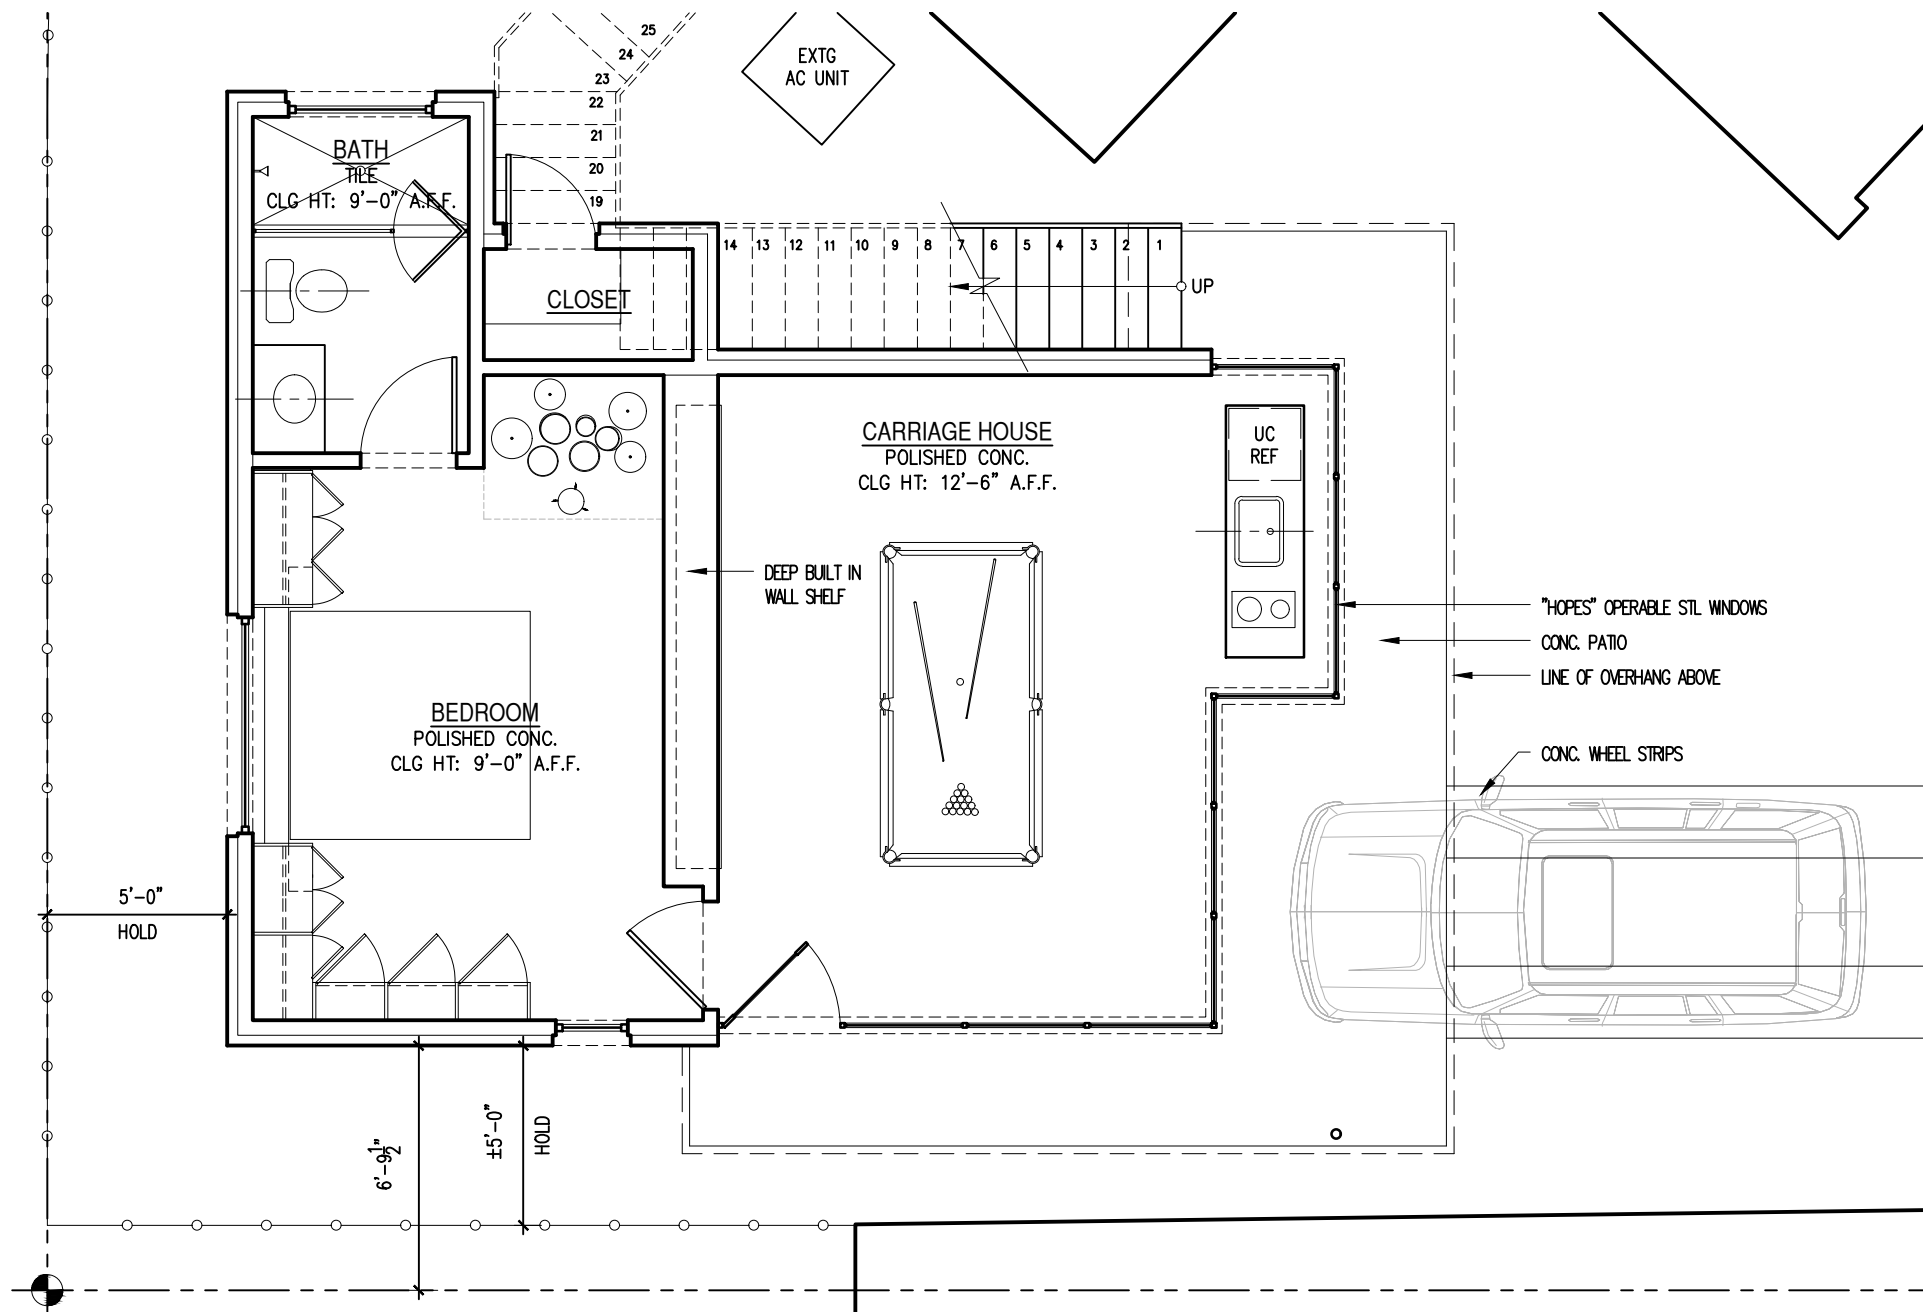 25
24
23
22
21
20
19
EXTG
AC UNIT
BATH
TILE
CLG HT: 9'-0" A.F.F.
14 13 12 11 10 9 8 7 6 5 4 3 2 1
UP
CLOSET
CARRIAGE HOUSE
POLISHED CONC.
CLG HT: 12'-6" A.F.F.
UC
REF
DEEP BUILT IN
WALL SHELF
"HOPES" OPERABLE STL WINDOWS
CONC. PATIO
LINE OF OVERHANG ABOVE
CONC. WHEEL STRIPS
BEDROOM
POLISHED CONC.
CLG HT: 9'-0" A.F.F.
5'-0"
HOLD
6'-9½"
±5'-0"
HOLD